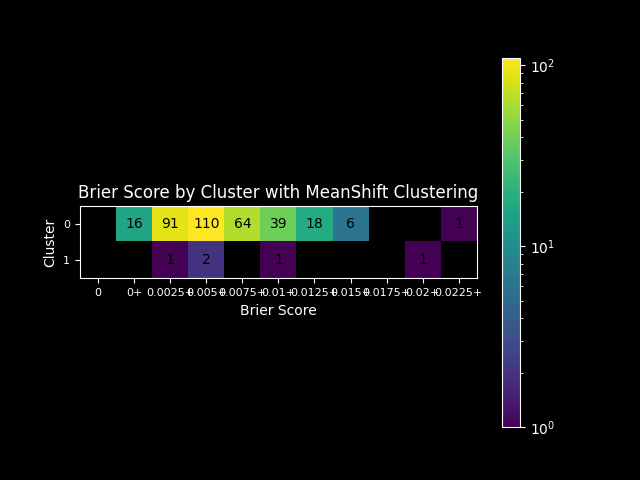 Brier Score by Cluster with MeanShift Clustering
Cluster
0 16 91 110 64 39 18 6 1
1 1 2 1 1
0 0+ 0.0025+ 0.005+ 0.0075+ 0.01+ 0.0125+ 0.015+ 0.0175+ 0.02+ 0.0225+
Brier Score
10²
10¹
10⁰